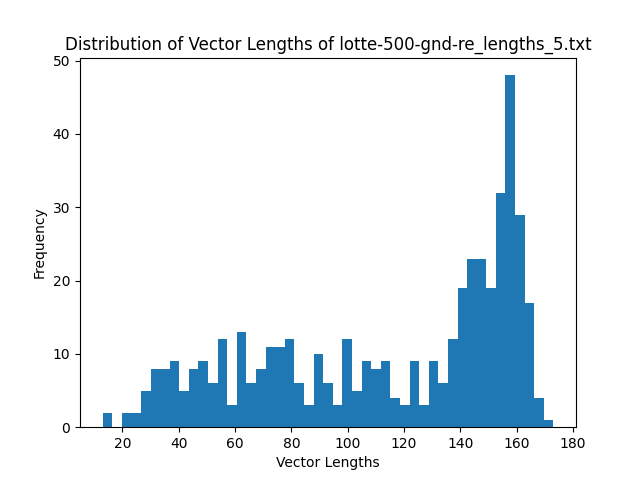 Distribution of Vector Lengths of lotte-500-gnd-re_lengths_5.txt
50
40
30
20
10
0
Frequency
20 40 60 80 100 120 140 160 180
Vector Lengths